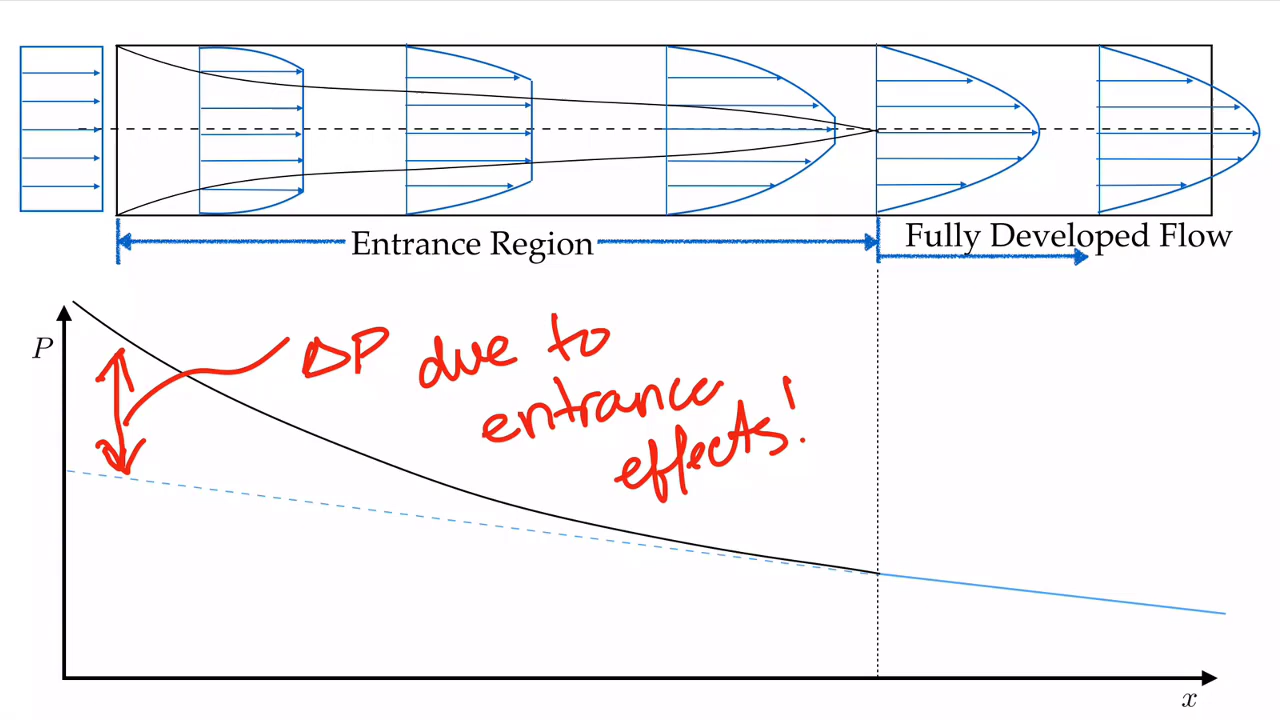 Entrance Region
Fully Developed Flow
P
ΔP due to
entrance
effects!
x